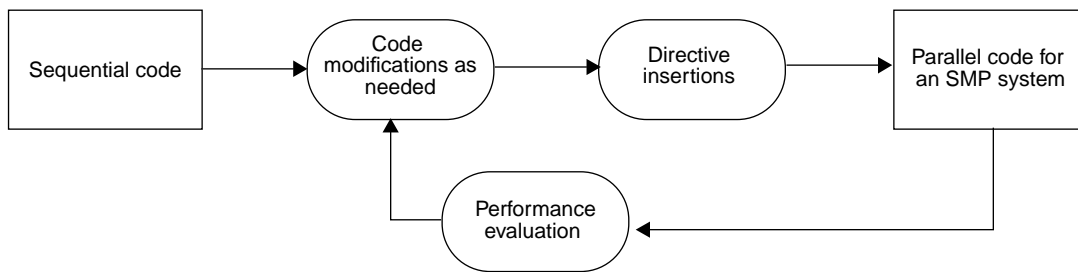 Sequential code
Code
modifications as
needed
Directive
insertions
Parallel code for
an SMP system
Performance
evaluation